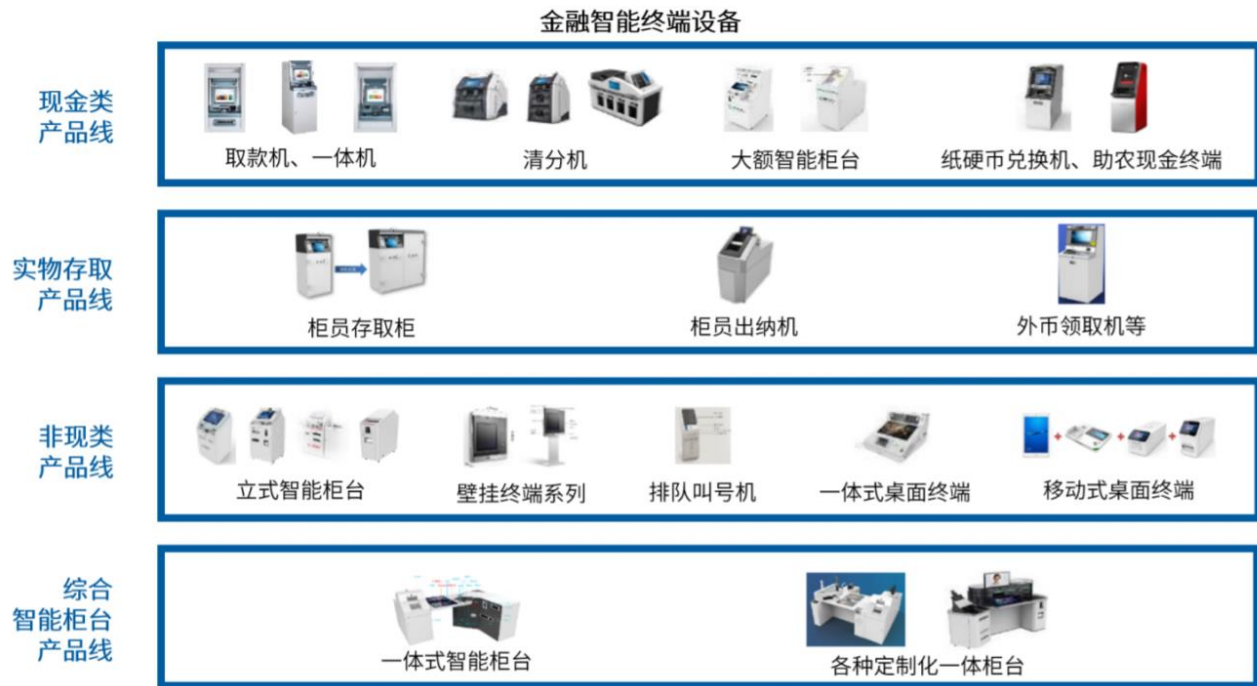 金融智能终端设备
现金类
产品线
取款机、一体机
清分机
大额智能柜台
纸硬币兑换机、助农现金终端
实物存取
产品线
柜员存取柜
柜员出纳机
外币领取机等
非现类
产品线
立式智能柜台
壁挂终端系列
排队叫号机
一体式桌面终端
移动式桌面终端
综合
智能柜台
产品线
一体式智能柜台
各种定制化一体柜台